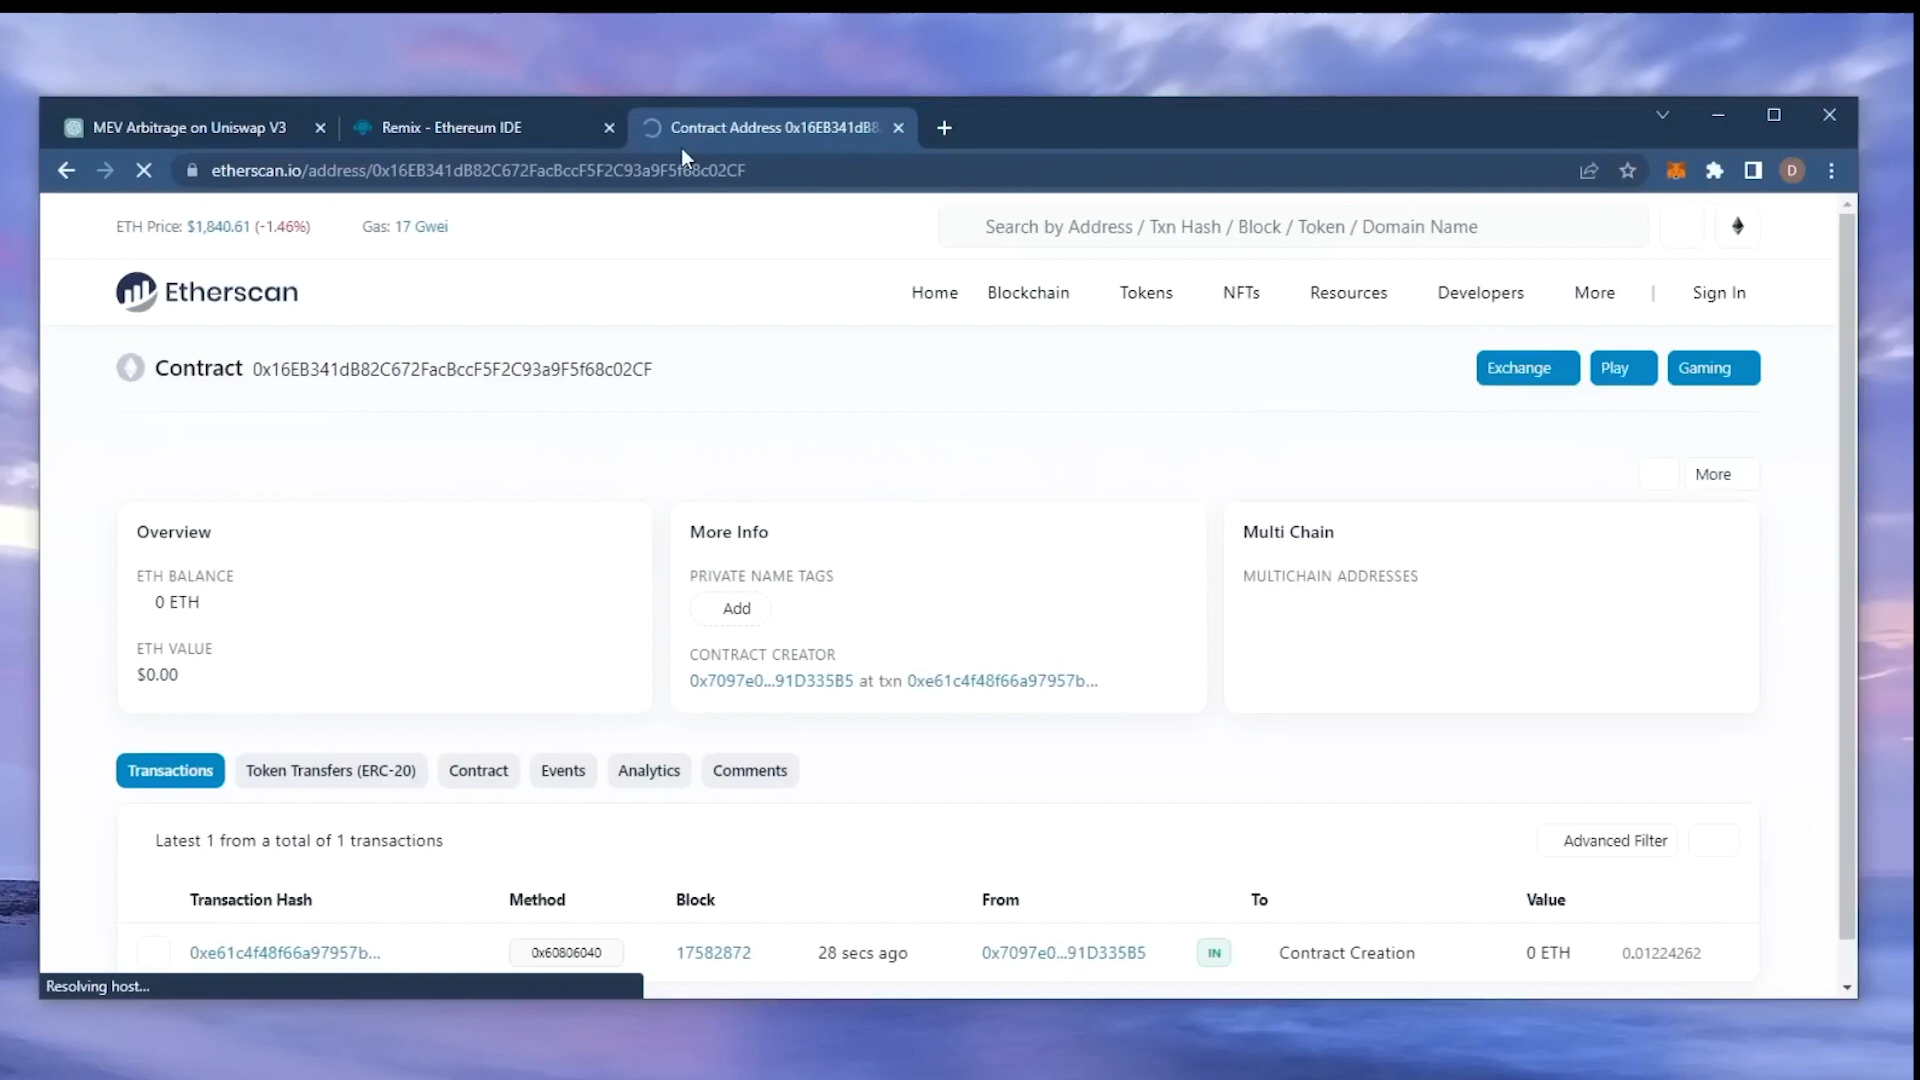 MEV Arbitrage on Uniswap V3
Remix - Ethereum IDE
Contract Address 0x16EB341dB8
etherscan.io/address/0x16EB341dB82C672FacBccF5F2C93a9F5f68c02CF
D
ETH Price: $1,840.61 (-1.46%)
Gas: 17 Gwei
Search by Address / Txn Hash / Block / Token / Domain Name
Etherscan
Home
Blockchain
Tokens
NFTs
Resources
Developers
More
Sign In
Contract 0x16EB341dB82C672FacBccF5F2C93a9F5f68c02CF
Exchange
Play
Gaming
More
Overview
ETH BALANCE
0 ETH
ETH VALUE
$0.00
More Info
PRIVATE NAME TAGS
Add
CONTRACT CREATOR
0x7097e0...91D335B5 at txn 0xe61c4f48f66a97957b...
Multi Chain
MULTICHAIN ADDRESSES
Transactions
Token Transfers (ERC-20)
Contract
Events
Analytics
Comments
Latest 1 from a total of 1 transactions
Advanced Filter
Transaction Hash
Method
Block
From
To
Value
0xe61c4f48f66a97957b...
0x60806040
17582872
28 secs ago
0x7097e0...91D335B5
IN
Contract Creation
0 ETH
0.01224262
Resolving host...